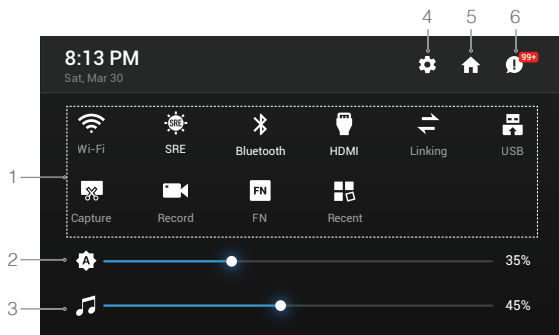 4 5 6
8:13 PM
99+
Sat, Mar 30
SRE
Wi-Fi SRE Bluetooth HDMI Linking USB
1
FN
Capture Record FN Recent
2 A 35%
3 45%